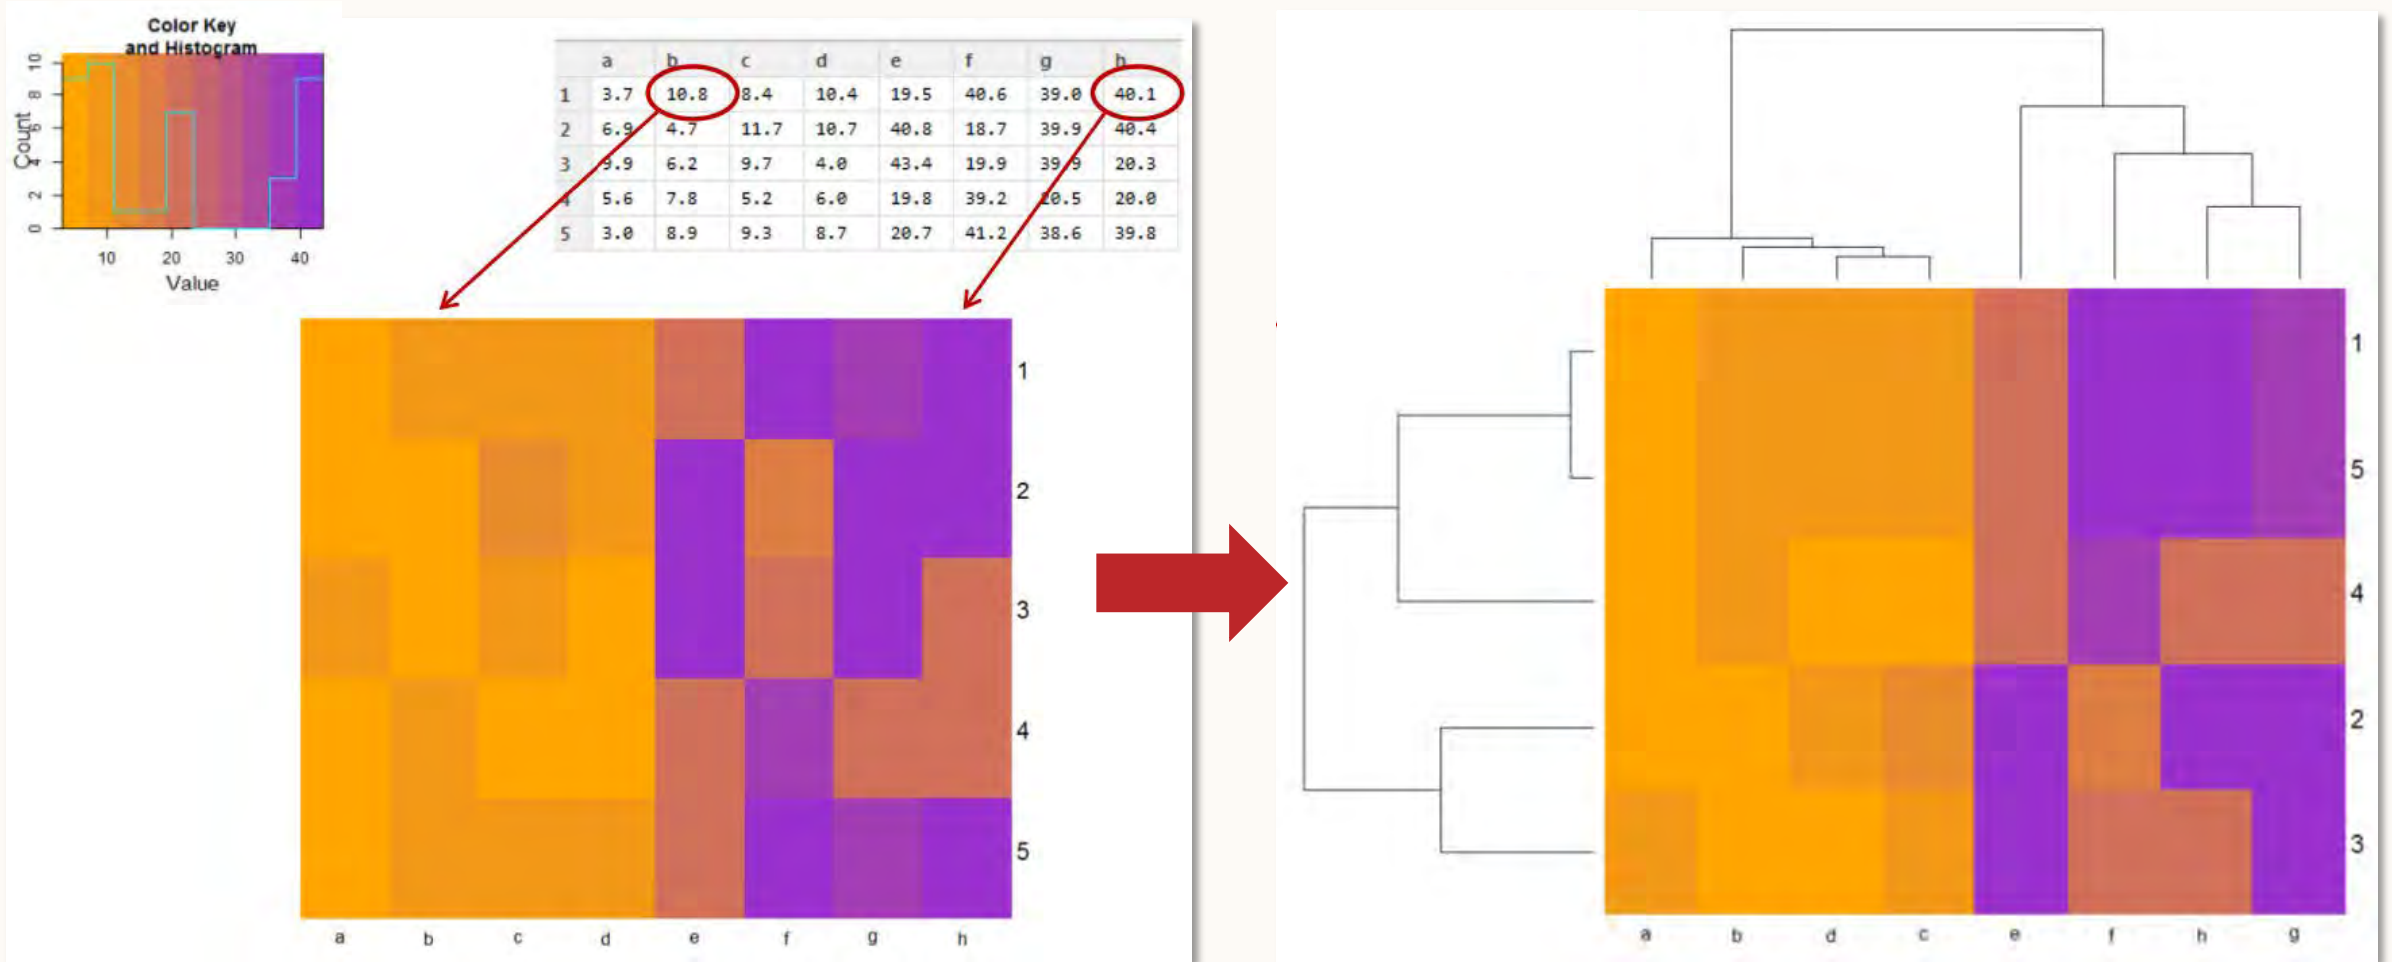 Color Key
and Histogram
Count
0 2 4 6 8 10
10 20 30 40
Value
a b c d e f g h
1 3.7 10.8 8.4 10.4 19.5 40.6 39.0 40.1
2 6.9 4.7 11.7 10.7 40.8 18.7 39.9 40.4
3 9.9 6.2 9.7 4.0 43.4 19.9 39.9 20.3
4 5.6 7.8 5.2 6.0 19.8 39.2 20.5 20.0
5 3.0 8.9 9.3 8.7 20.7 41.2 38.6 39.8
1
2
3
4
5
a b c d e f g h
1
5
4
2
3
a b d c e f h g